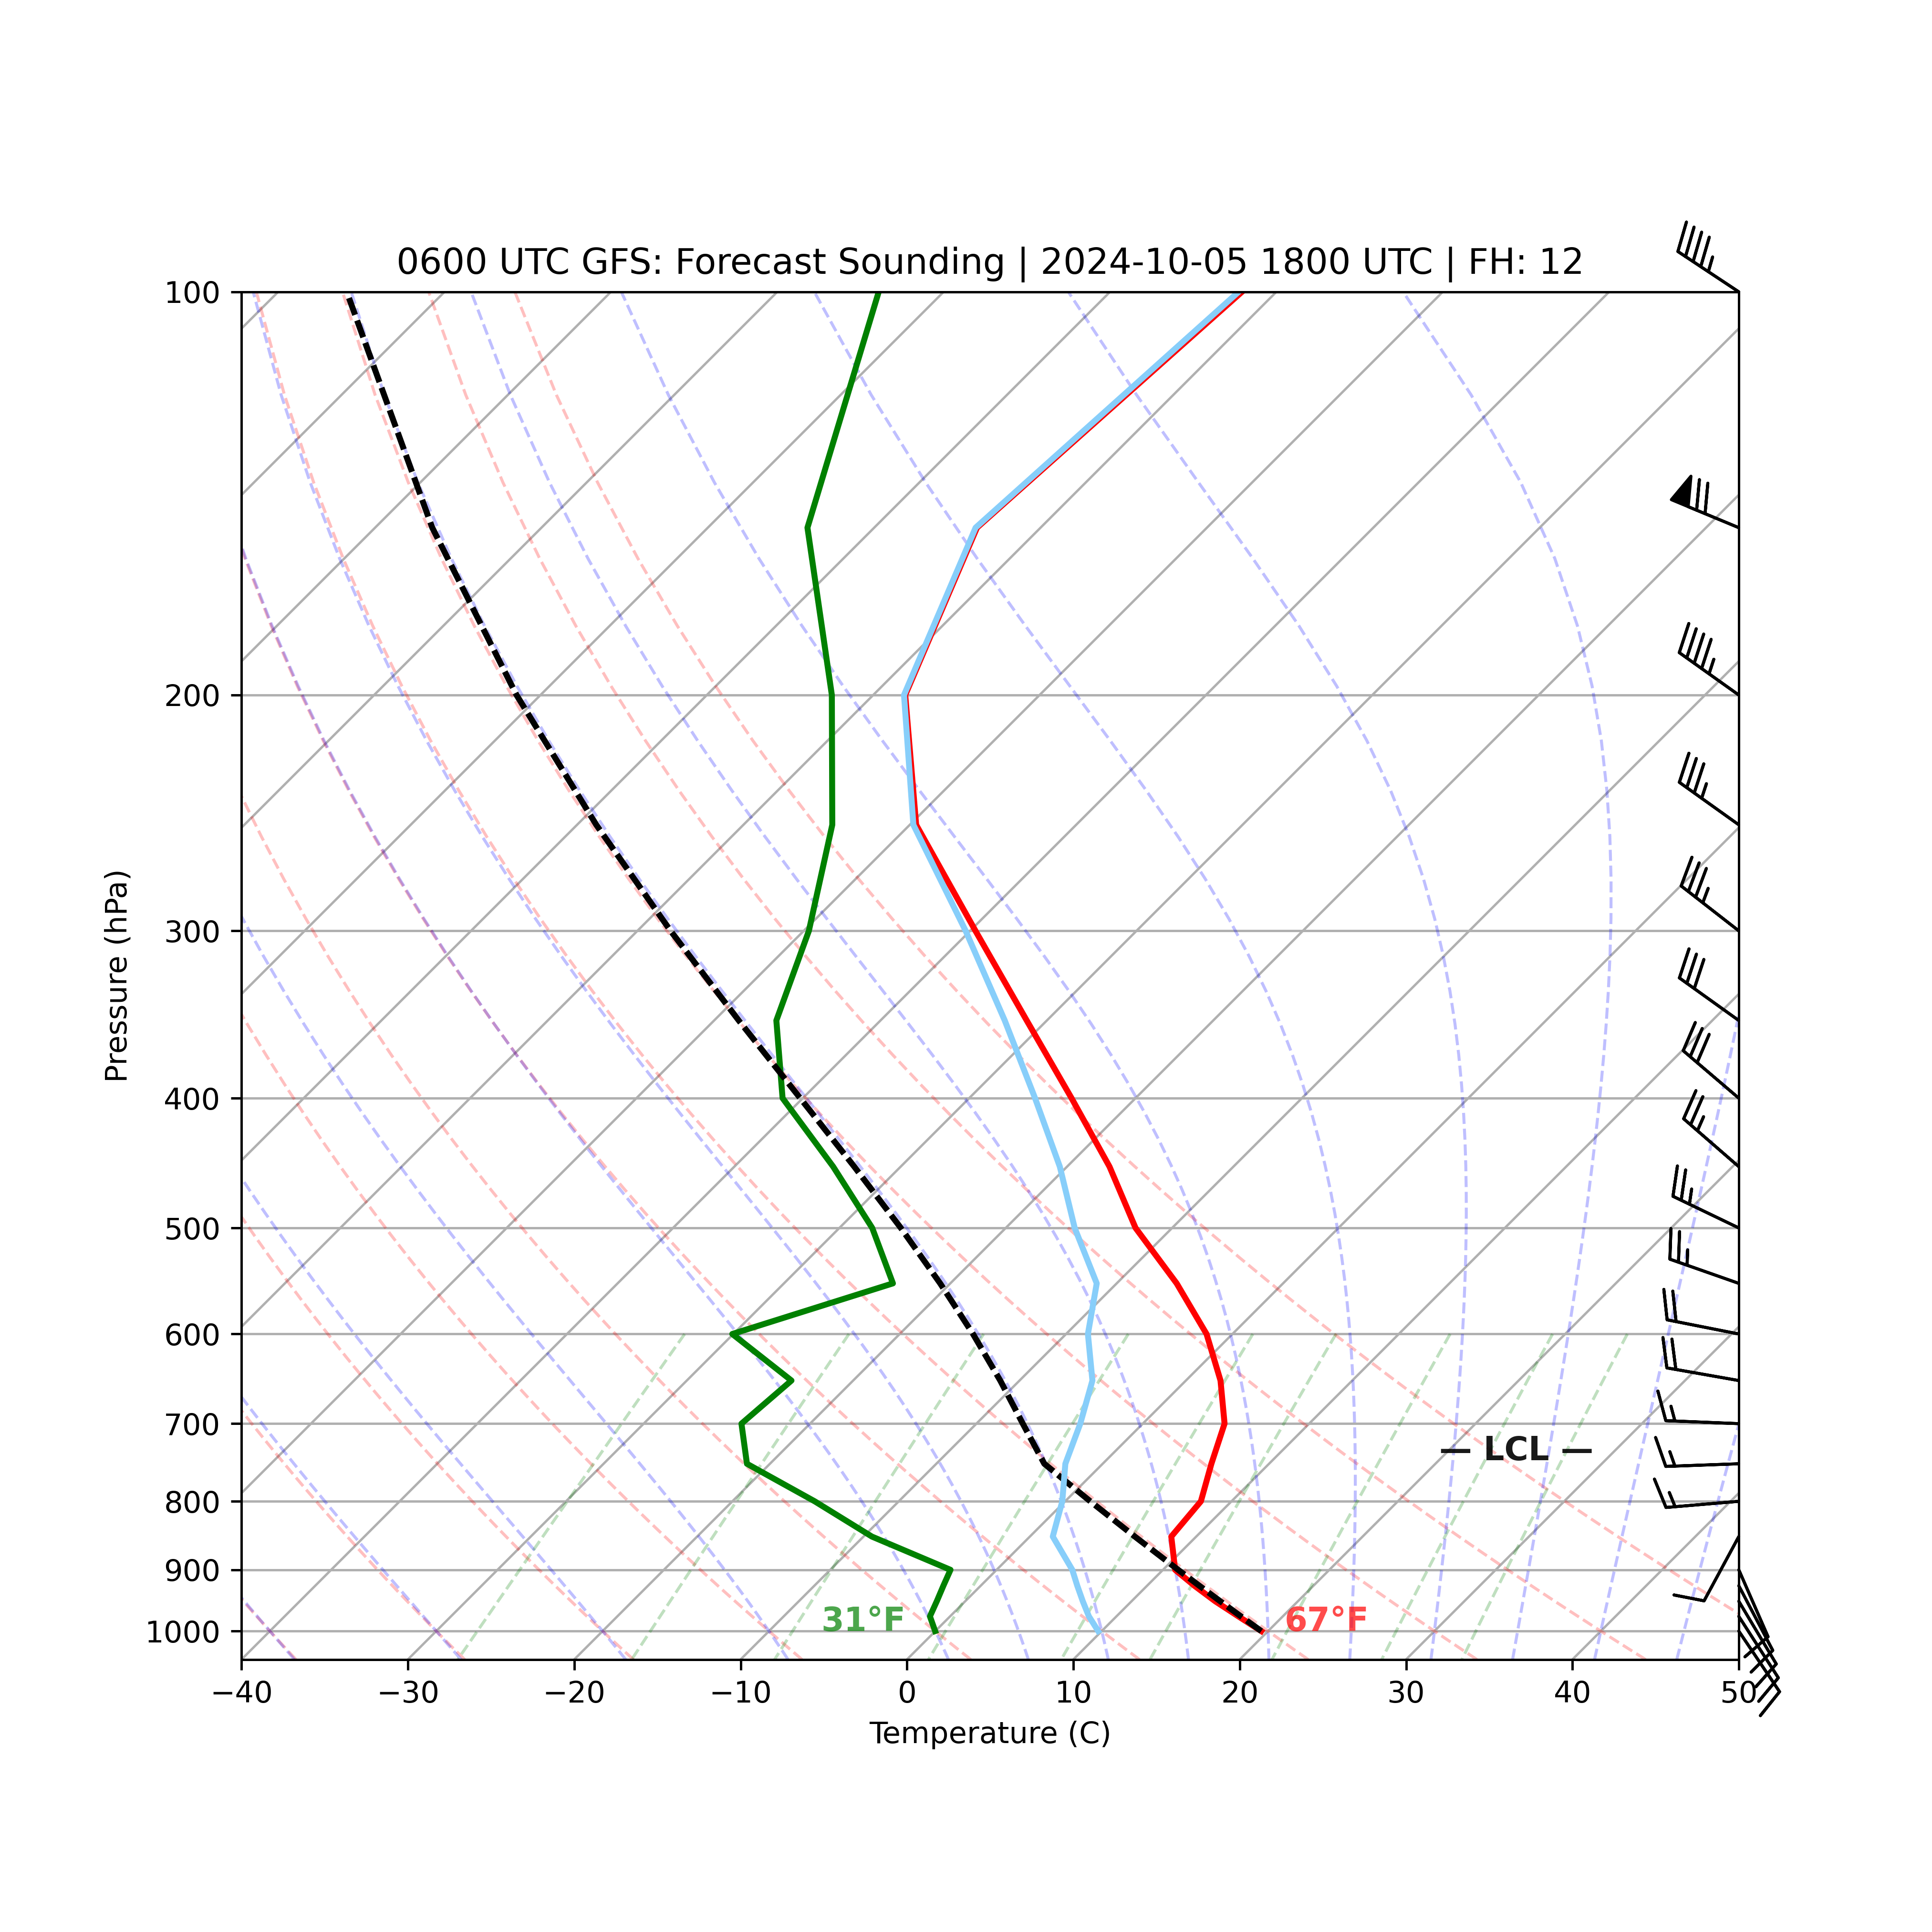 0600 UTC GFS: Forecast Sounding | 2024-10-05 1800 UTC | FH: 12
100
200
300
400
500
600
700
800
900
1000
Pressure (hPa)
— LCL —
31°F
67°F
−40 −30 −20 −10 0 10 20 30 40 50
Temperature (C)